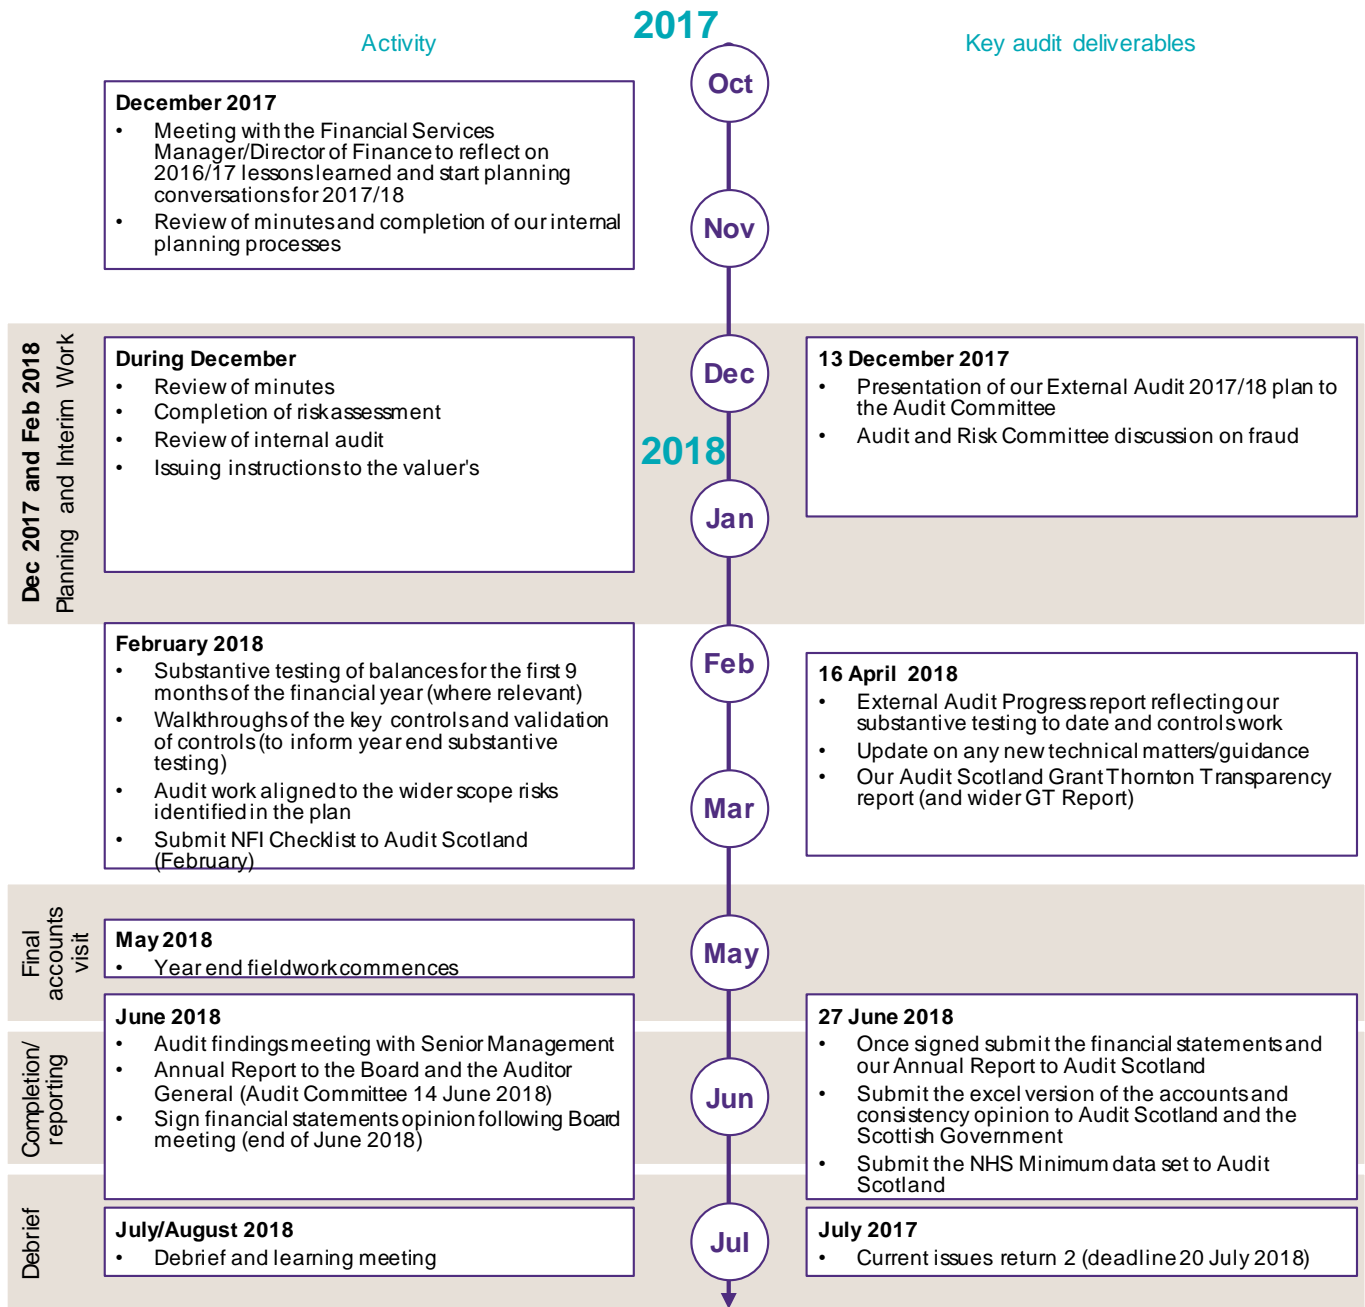 2017
Activity
Key audit deliverables
Oct
December 2017
• Meeting with the Financial Services
Manager/Director of Finance to reflect on
2016/17 lessons learned and start planning
conversations for 2017/18
• Review of minutes and completion of our internal
planning processes
Nov
Dec 2017 and Feb 2018
Planning and Interim Work
During December
• Review of minutes
• Completion of risk assessment
• Review of internal audit
• Issuing instructions to the valuer's
Dec
2018
Jan
13 December 2017
• Presentation of our External Audit 2017/18 plan to
the Audit Committee
• Audit and Risk Committee discussion on fraud
February 2018
• Substantive testing of balances for the first 9
months of the financial year (where relevant)
• Walkthroughs of the key controls and validation
of controls (to inform year end substantive
testing)
• Audit work aligned to the wider scope risks
identified in the plan
• Submit NFI Checklist to Audit Scotland
(February)
Feb
Mar
16 April 2018
• External Audit Progress report reflecting our
substantive testing to date and controls work
• Update on any new technical matters/guidance
• Our Audit Scotland Grant Thornton Transparency
report (and wider GT Report)
Final
accounts
visit
May 2018
• Year end fieldwork commences
May
Completion/
reporting
June 2018
• Audit findings meeting with Senior Management
• Annual Report to the Board and the Auditor
General (Audit Committee 14 June 2018)
• Sign financial statements opinion following Board
meeting (end of June 2018)
Jun
27 June 2018
• Once signed submit the financial statements and
our Annual Report to Audit Scotland
• Submit the excel version of the accounts and
consistency opinion to Audit Scotland and the
Scottish Government
• Submit the NHS Minimum data set to Audit
Scotland
Debrief
July/August 2018
• Debrief and learning meeting
Jul
July 2017
• Current issues return 2 (deadline 20 July 2018)